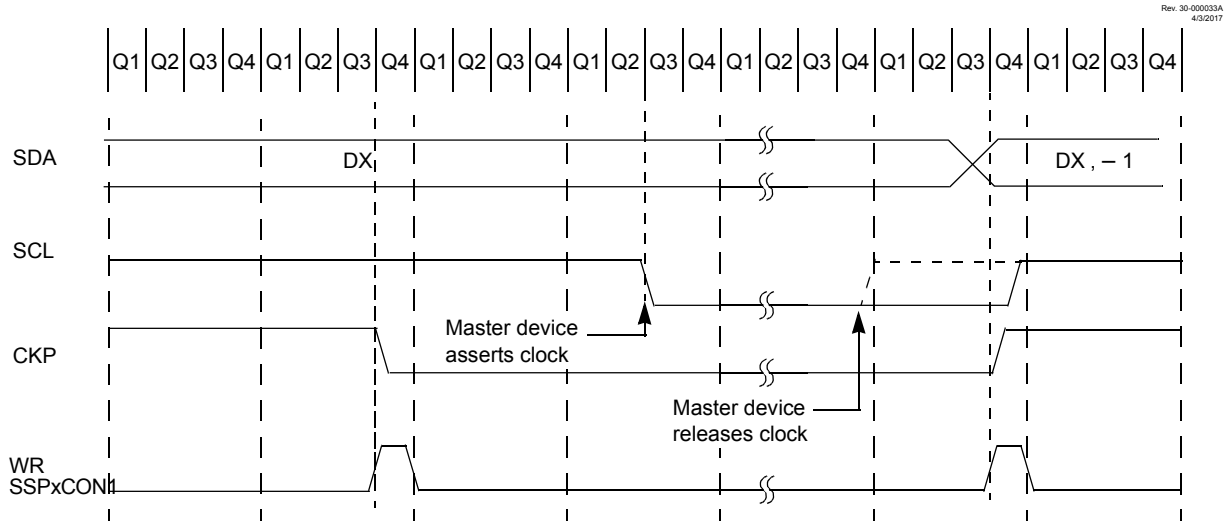 Rev. 30-000033A
4/3/2017
Q1 Q2 Q3 Q4 Q1 Q2 Q3 Q4 Q1 Q2 Q3 Q4 Q1 Q2 Q3 Q4 Q1 Q2 Q3 Q4 Q1 Q2 Q3 Q4 Q1 Q2 Q3 Q4
SDA
DX
DX , – 1
SCL
Master device
asserts clock
CKP
Master device
releases clock
WR
SSPxCON1